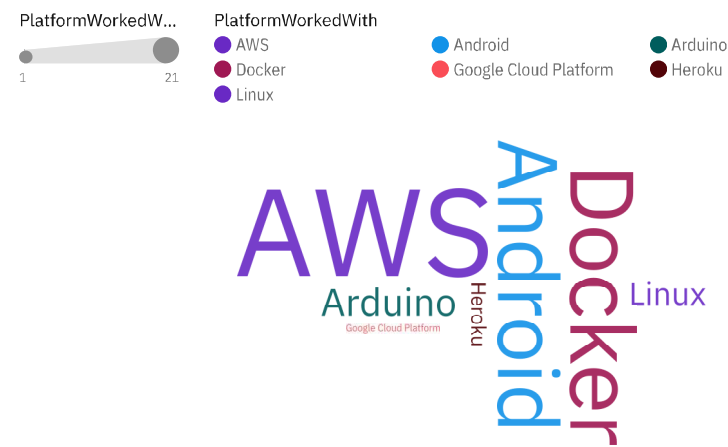 PlatformWorkedW...
1
21
PlatformWorkedWith
AWS
Android
Arduino
Docker
Google Cloud Platform
Heroku
Linux
AWS
Android
Docker
Linux
Arduino
Heroku
Google Cloud Platform